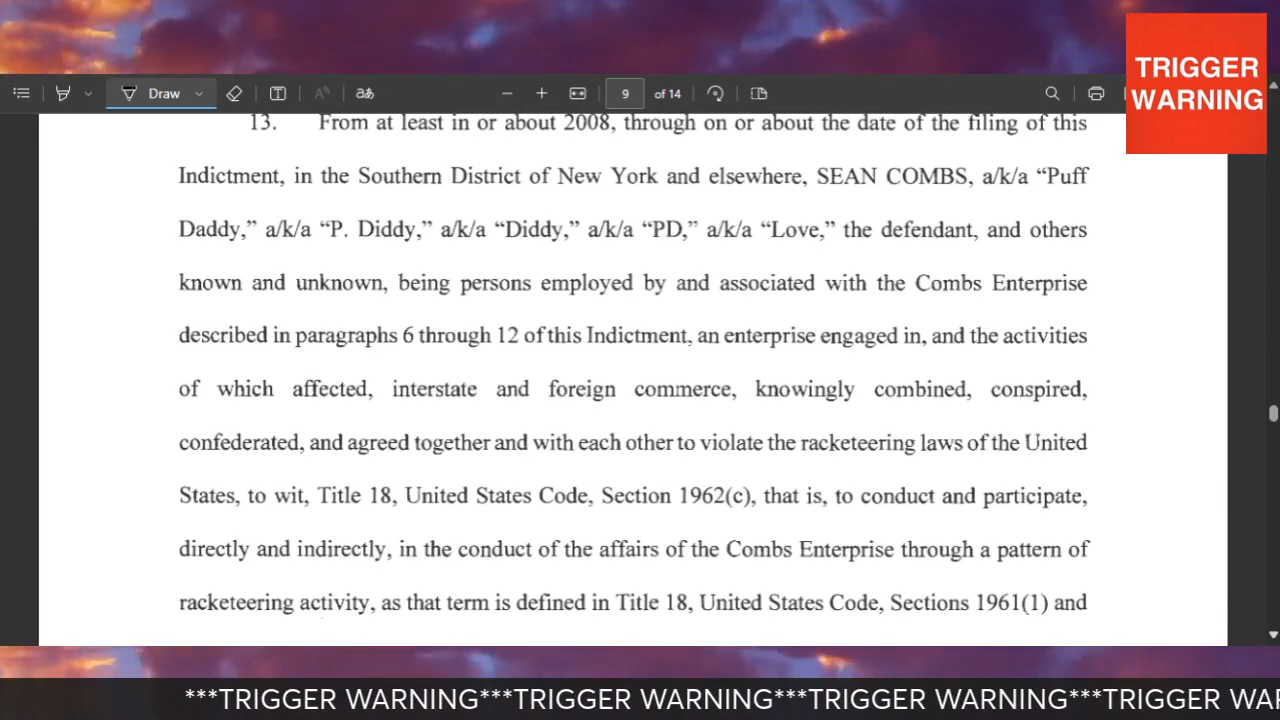 TRIGGER
WARNING
Draw
9 of 14
13. From at least in or about 2008, through on or about the date of the filing of this
Indictment, in the Southern District of New York and elsewhere, SEAN COMBS, a/k/a “Puff
Daddy,” a/k/a “P. Diddy,” a/k/a “Diddy,” a/k/a “PD,” a/k/a “Love,” the defendant, and others
known and unknown, being persons employed by and associated with the Combs Enterprise
described in paragraphs 6 through 12 of this Indictment, an enterprise engaged in, and the activities
of which affected, interstate and foreign commerce, knowingly combined, conspired,
confederated, and agreed together and with each other to violate the racketeering laws of the United
States, to wit, Title 18, United States Code, Section 1962(c), that is, to conduct and participate,
directly and indirectly, in the conduct of the affairs of the Combs Enterprise through a pattern of
racketeering activity, as that term is defined in Title 18, United States Code, Sections 1961(1) and
***TRIGGER WARNING***TRIGGER WARNING***TRIGGER WARNING***TRIGGER WAR